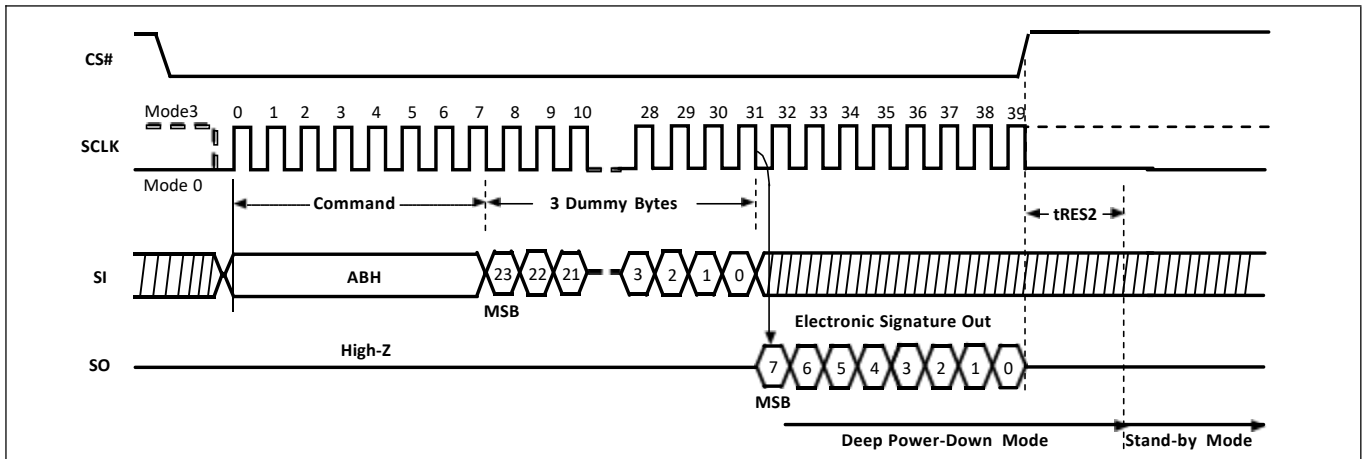 CS#
Mode3 0 1 2 3 4 5 6 7 8 9 10 28 29 30 31 32 33 34 35 36 37 38 39
SCLK
Mode 0
Command 3 Dummy Bytes tRES2
SI ABH 23 22 21 3 2 1 0
MSB
Electronic Signature Out
High-Z
SO 7 6 5 4 3 2 1 0
MSB
Deep Power-Down Mode Stand-by Mode